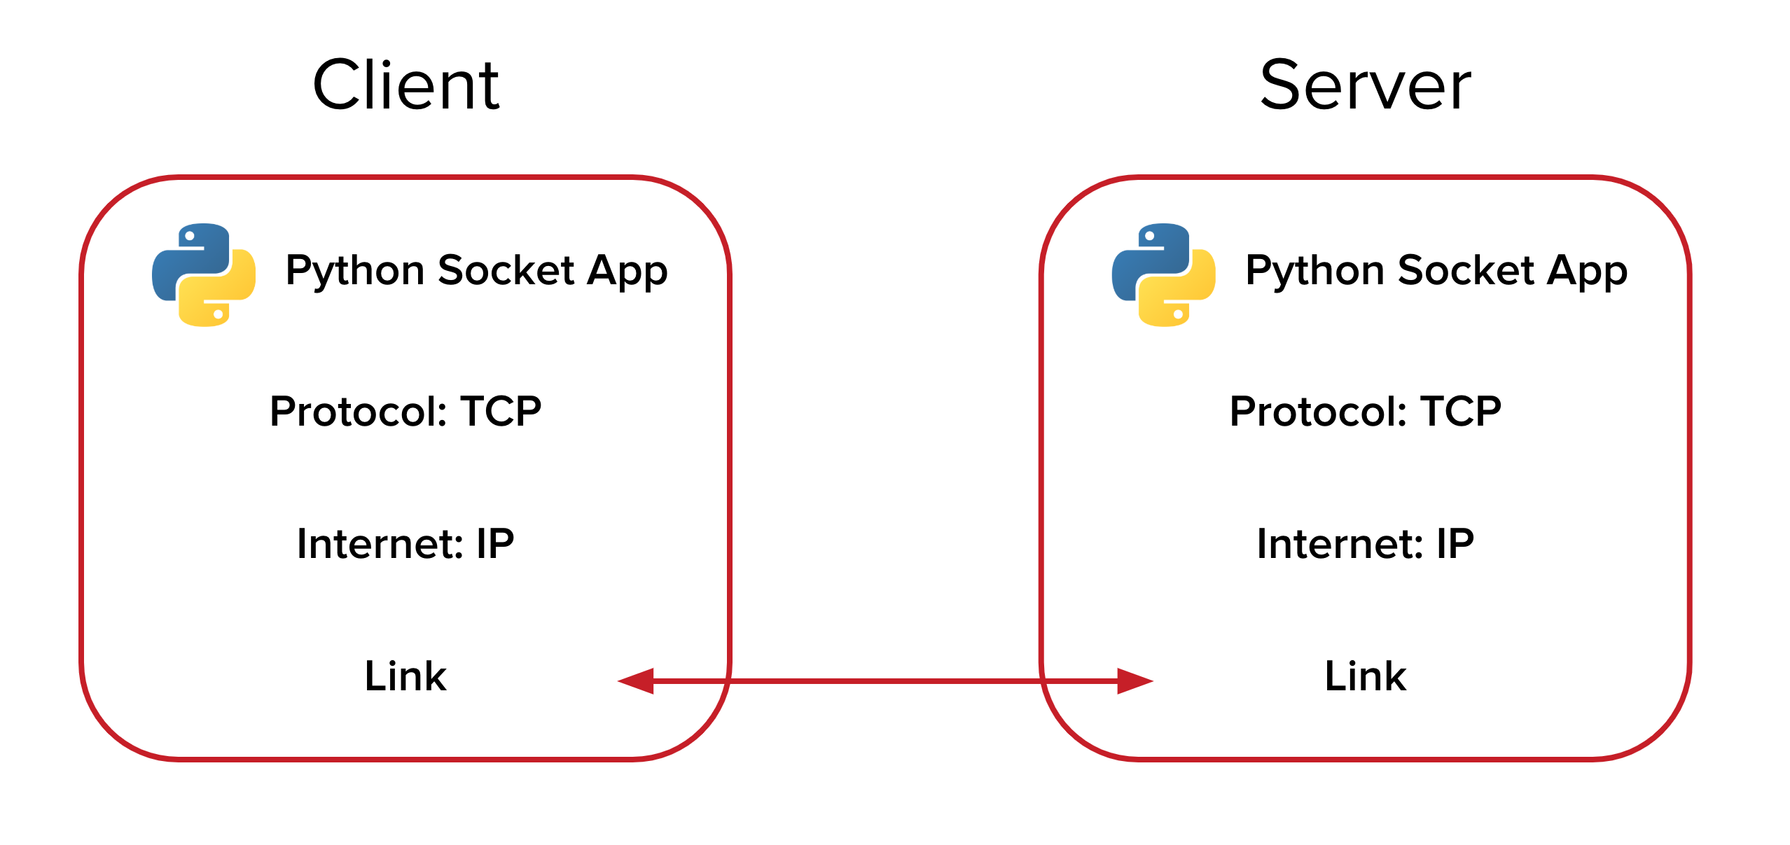 Client
Python Socket App
Protocol: TCP
Internet: IP
Link
Server
Python Socket App
Protocol: TCP
Internet: IP
Link